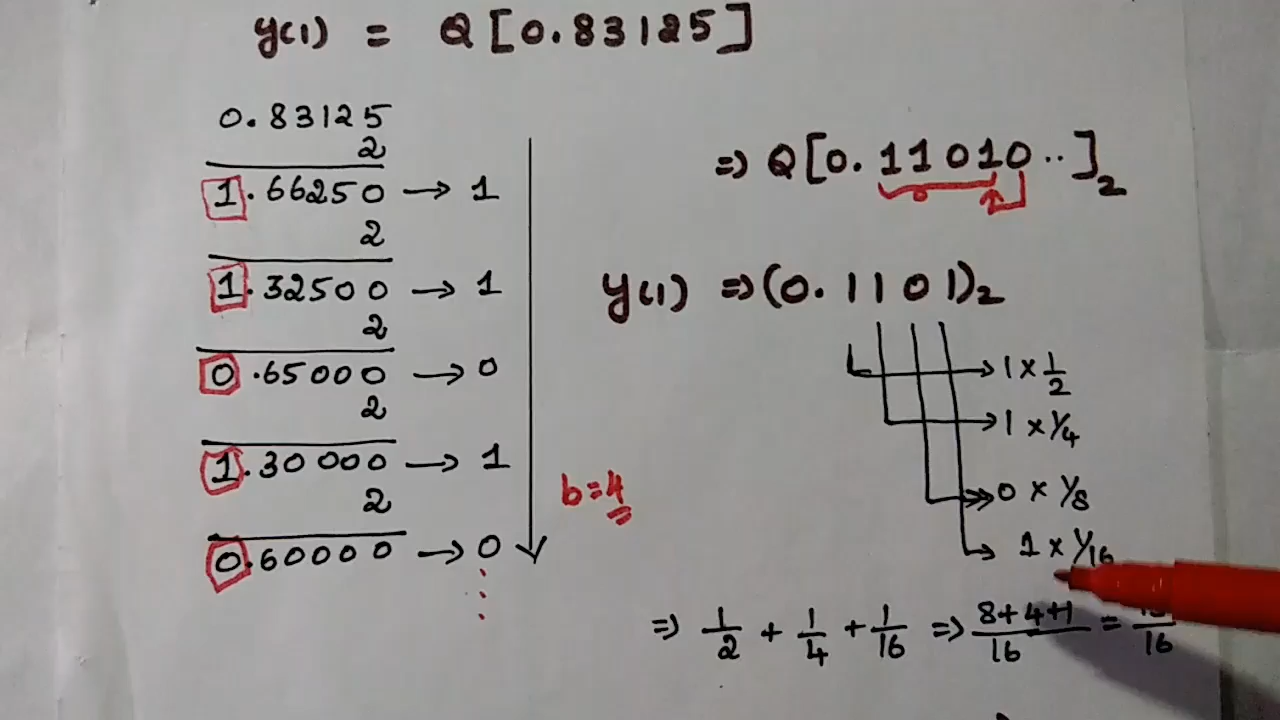 y(1) = Q[0.83125]
0.83125
2
1.66250 → 1
2
1.32500 → 1
2
0.65000 → 0
2
1.30000 → 1
2
0.60000 → 0
b=4
⇒ Q[0.11010..]₂
y(1) ⇒ (0.1101)₂
→ 1 × 1/2
→ 1 × 1/4
→ 0 × 1/8
→ 1 × 1/16
⇒ 1/2 + 1/4 + 1/16 ⇒ 8+4+1/16 = /16